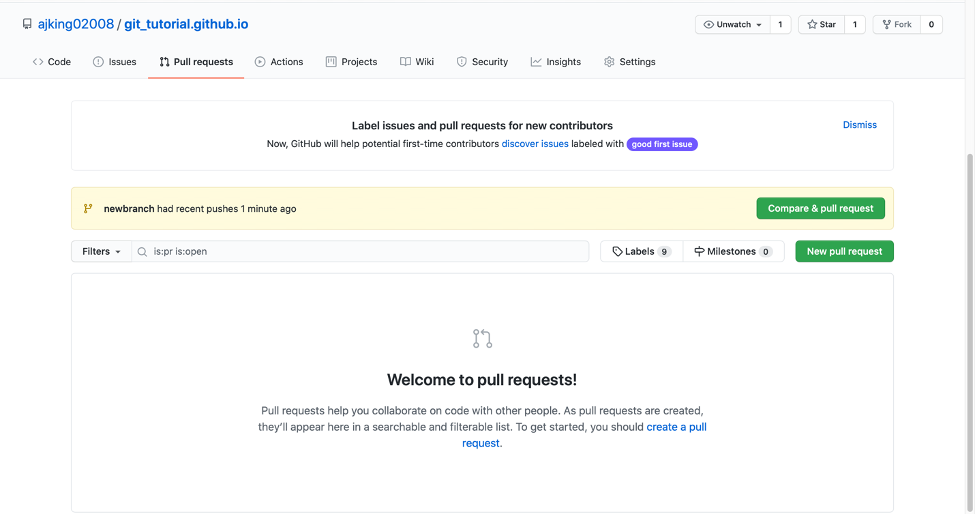 ajking02008 / git_tutorial.github.io
Unwatch 1 Star 1 Fork 0
Code Issues Pull requests Actions Projects Wiki Security Insights Settings
Label issues and pull requests for new contributors
Dismiss
Now, GitHub will help potential first-time contributors discover issues labeled with good first issue
newbranch had recent pushes 1 minute ago
Compare & pull request
Filters is:pr is:open Labels 9 Milestones 0 New pull request
Welcome to pull requests!
Pull requests help you collaborate on code with other people. As pull requests are created,
they'll appear here in a searchable and filterable list. To get started, you should create a pull
request.